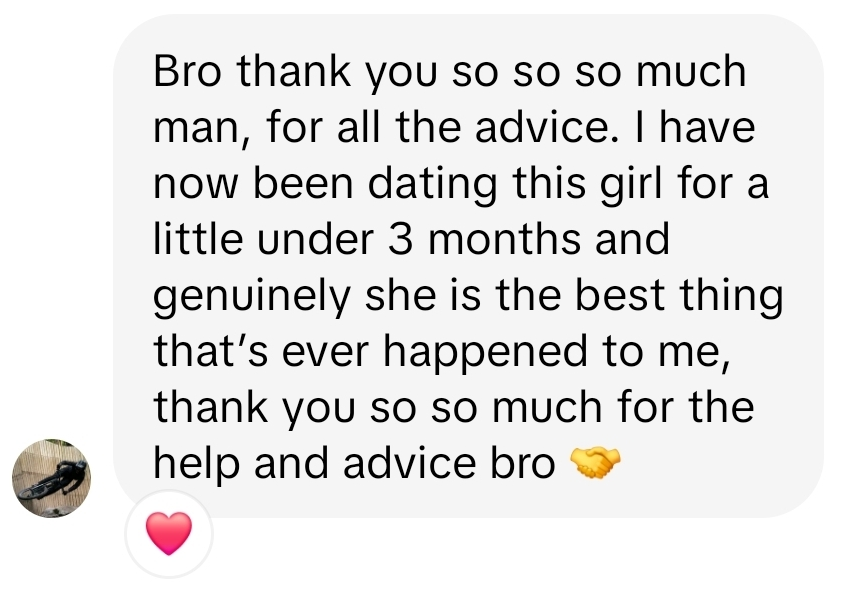 Bro thank you so so so much
man, for all the advice. I have
now been dating this girl for a
little under 3 months and
genuinely she is the best thing
that’s ever happened to me,
thank you so so much for the
help and advice bro 🤝